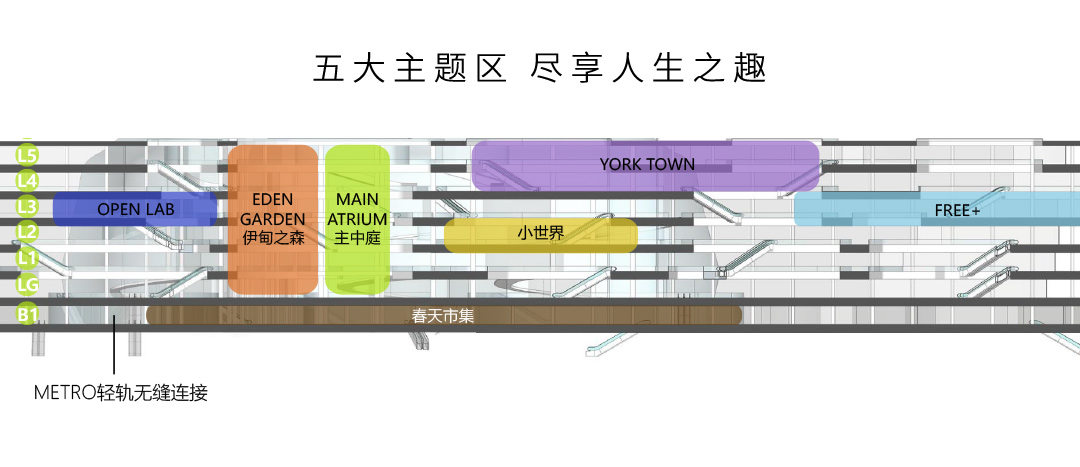 五大主题区 尽享人生之趣
L5
L4
L3
L2
L1
LG
B1
OPEN LAB
EDEN
GARDEN
伊甸之森
MAIN
ATRIUM
主中庭
YORK TOWN
小世界
FREE+
春天市集
METRO轻轨无缝连接